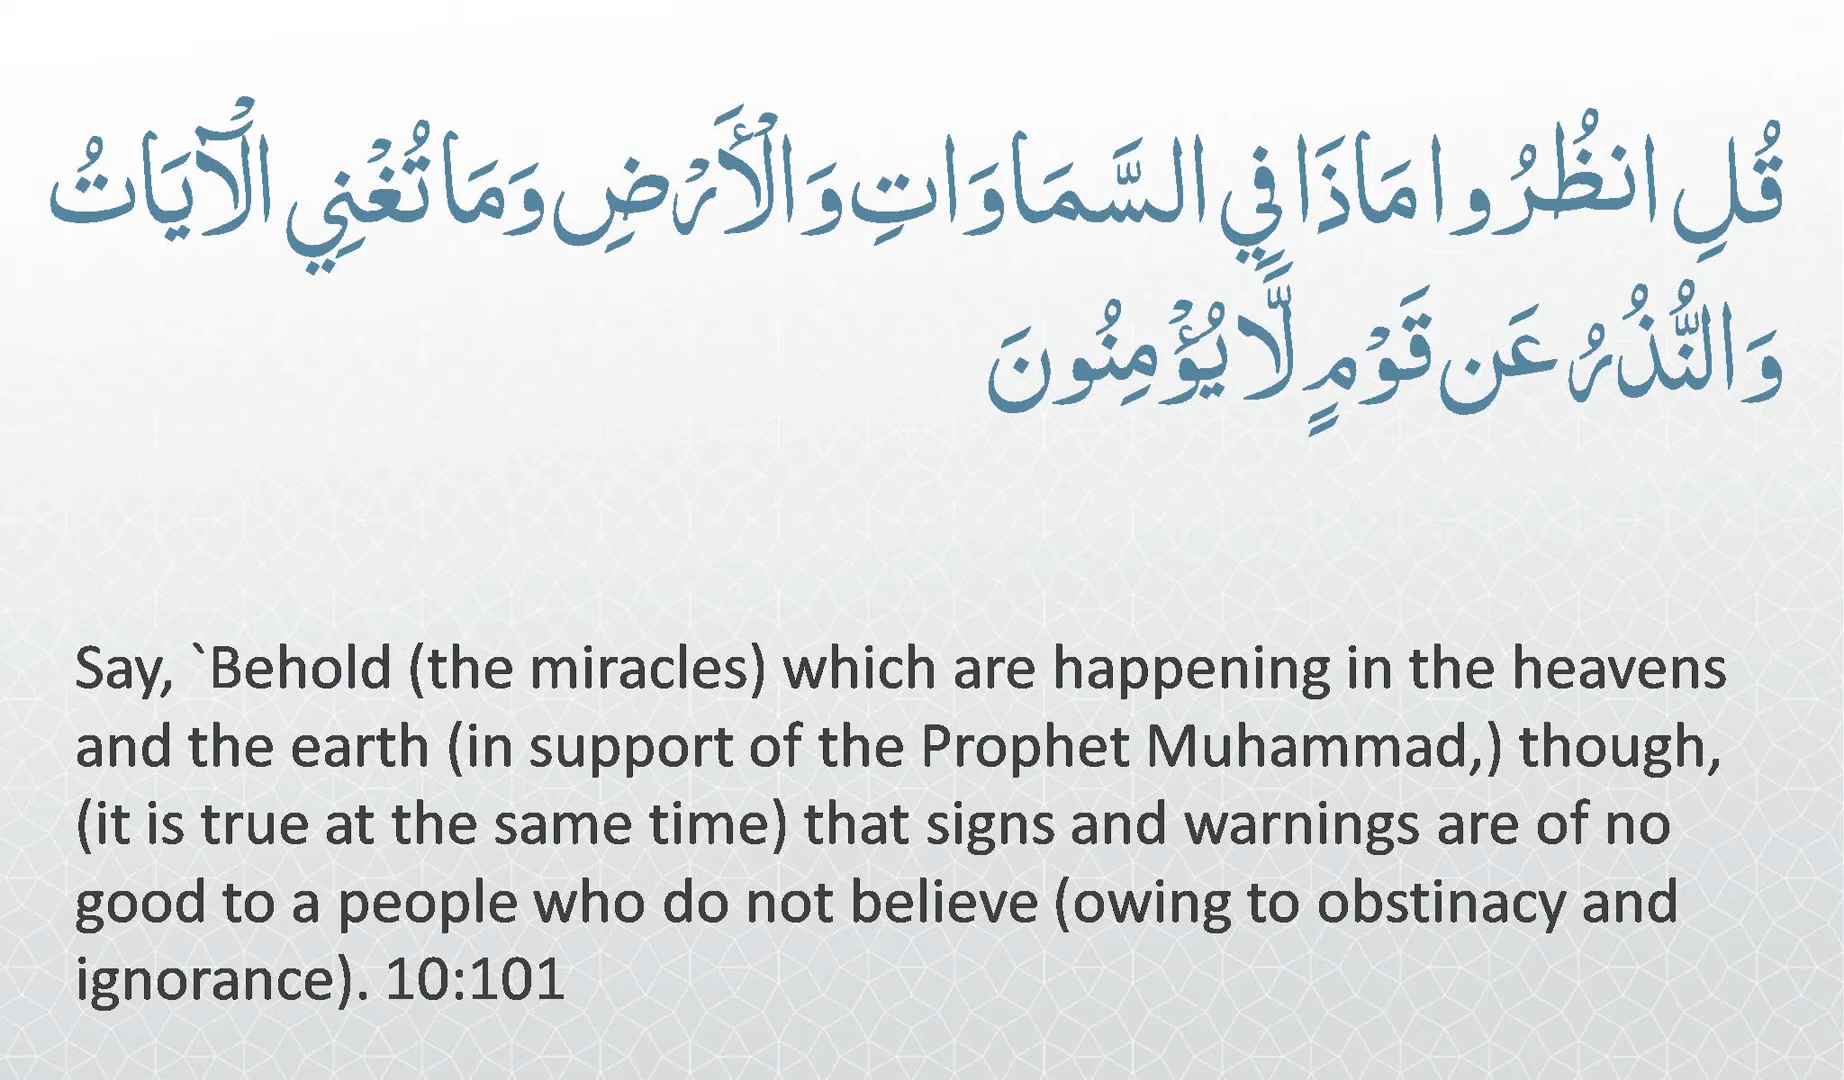 قُلِ انظُرُوا مَاذَا فِي السَّمَاوَاتِ وَالْأَرْضِ وَمَا تُغْنِي الْآيَاتُ
وَالنُّذُرُ عَن قَوْمٍ لَّا يُؤْمِنُونَ
Say, `Behold (the miracles) which are happening in the heavens
and the earth (in support of the Prophet Muhammad,) though,
(it is true at the same time) that signs and warnings are of no
good to a people who do not believe (owing to obstinacy and
ignorance). 10:101